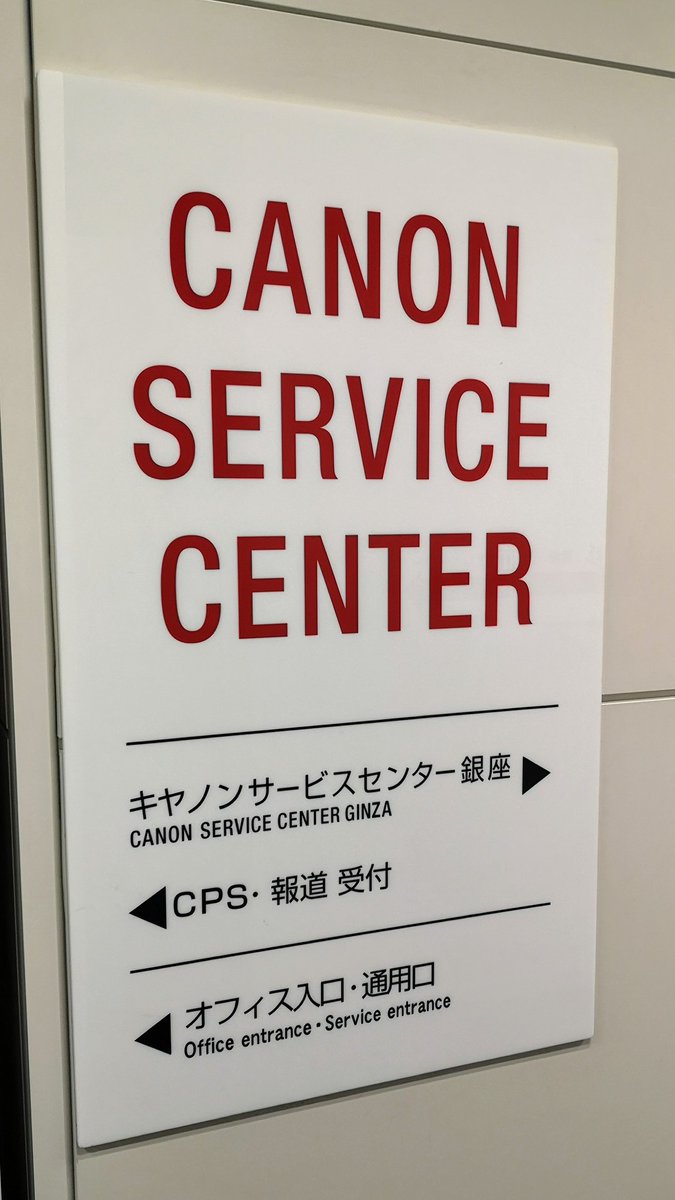 CANON
SERVICE
CENTER
キヤノンサービスセンター銀座 ▶
CANON SERVICE CENTER GINZA
◀ CPS・報道 受付
◀ オフィス入口・通用口
Office entrance・Service entrance